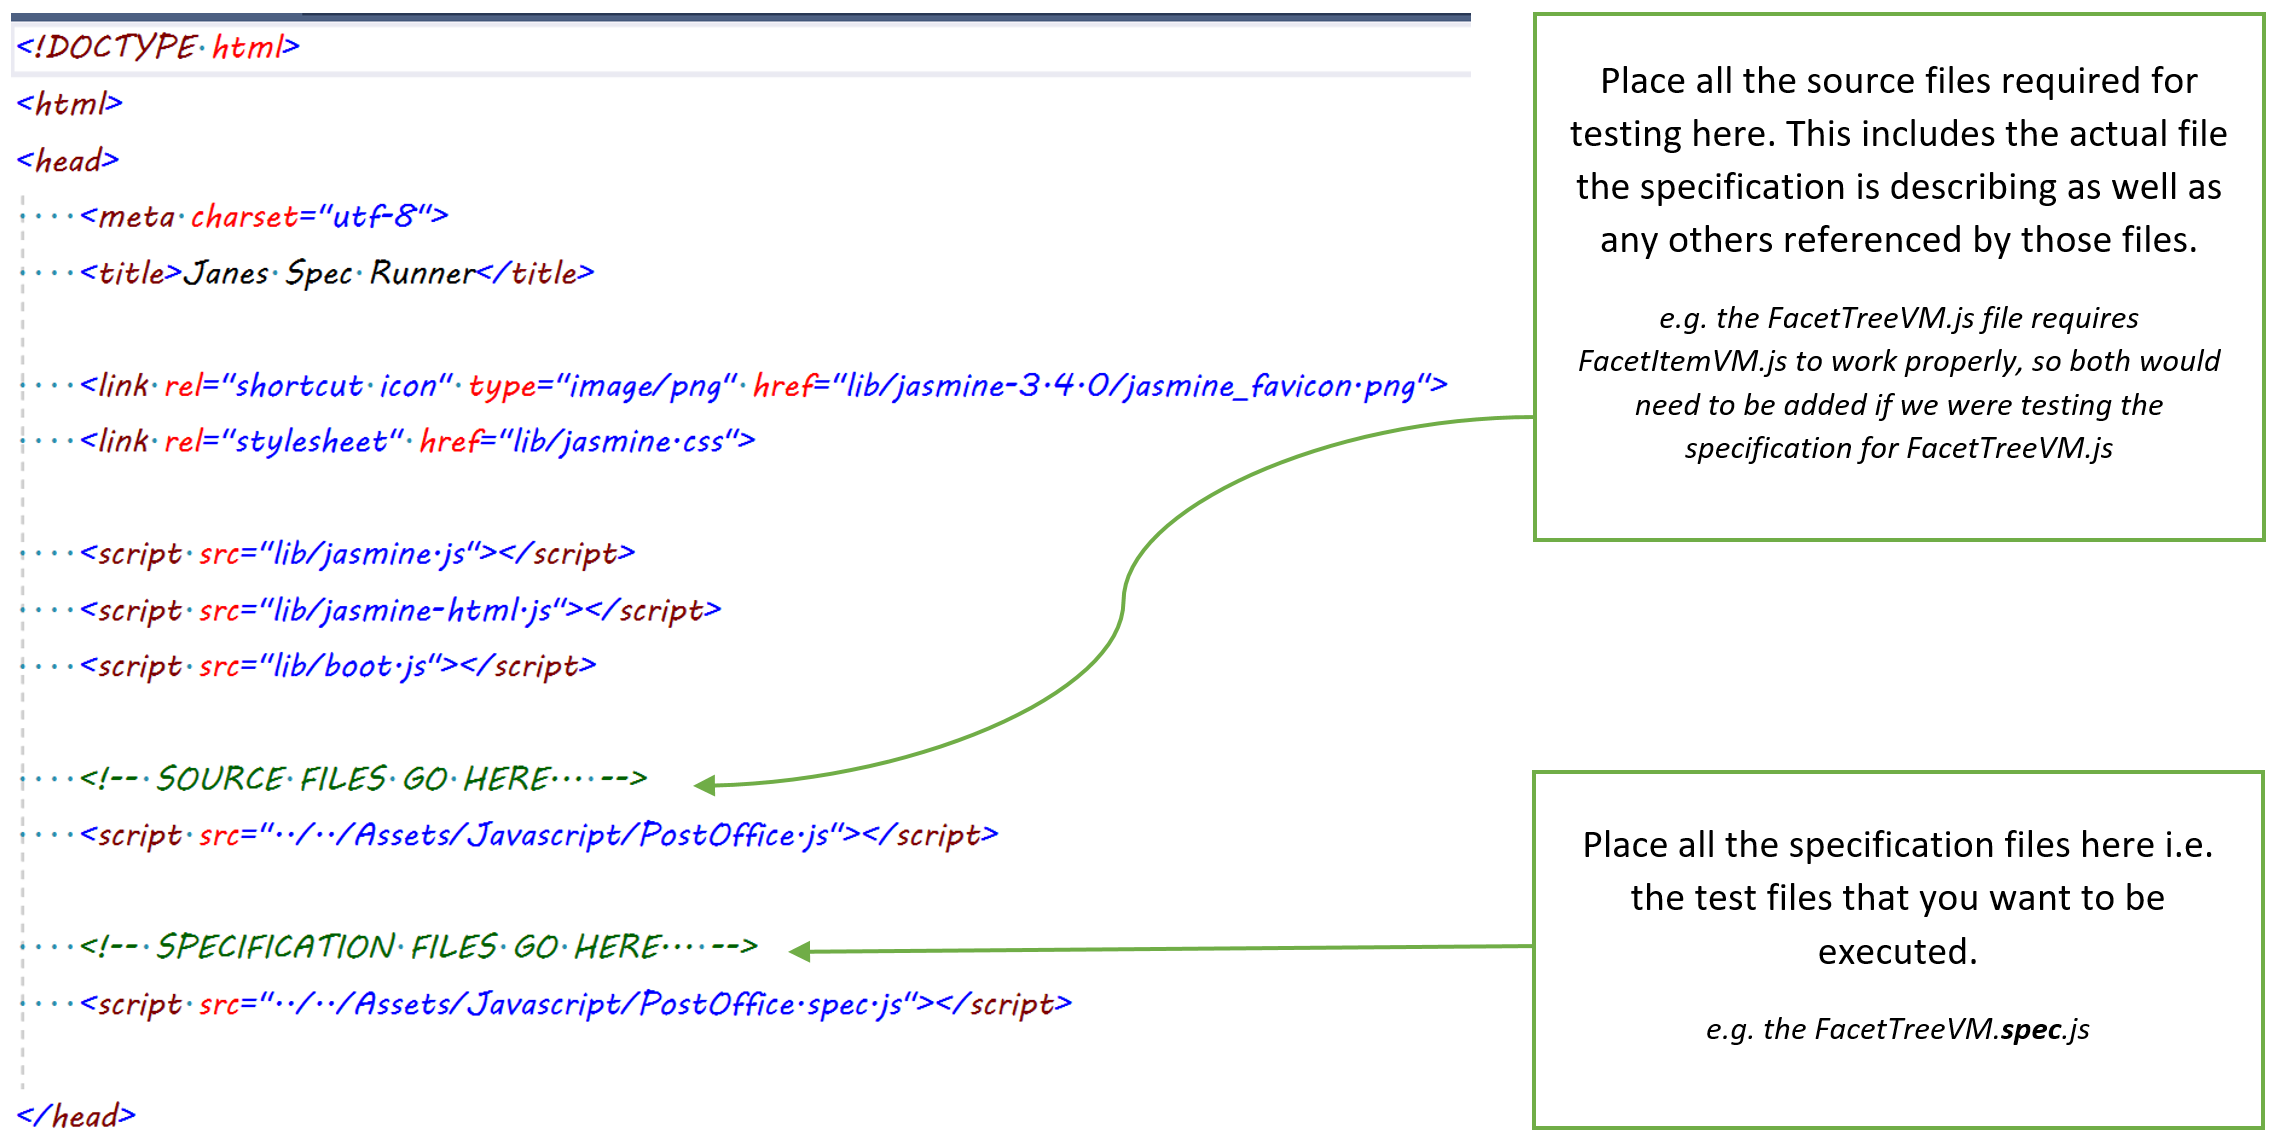 <!DOCTYPE html>
<html>
<head>
<meta charset="utf-8">
<title>Janes Spec Runner</title>
<link rel="shortcut icon" type="image/png" href="lib/jasmine-3.4.0/jasmine_favicon.png">
<link rel="stylesheet" href="lib/jasmine.css">
<script src="lib/jasmine.js"></script>
<script src="lib/jasmine-html.js"></script>
<script src="lib/boot.js"></script>
<!-- SOURCE FILES GO HERE... -->
<script src="../../Assets/Javascript/PostOffice.js"></script>
<!-- SPECIFICATION FILES GO HERE... -->
<script src="../../Assets/Javascript/PostOffice.spec.js"></script>
</head>
Place all the source files required for
testing here. This includes the actual file
the specification is describing as well as
any others referenced by those files.
e.g. the FacetTreeVM.js file requires
FacetItemVM.js to work properly, so both would
need to be added if we were testing the
specification for FacetTreeVM.js
Place all the specification files here i.e.
the test files that you want to be
executed.
e.g. the FacetTreeVM.spec.js